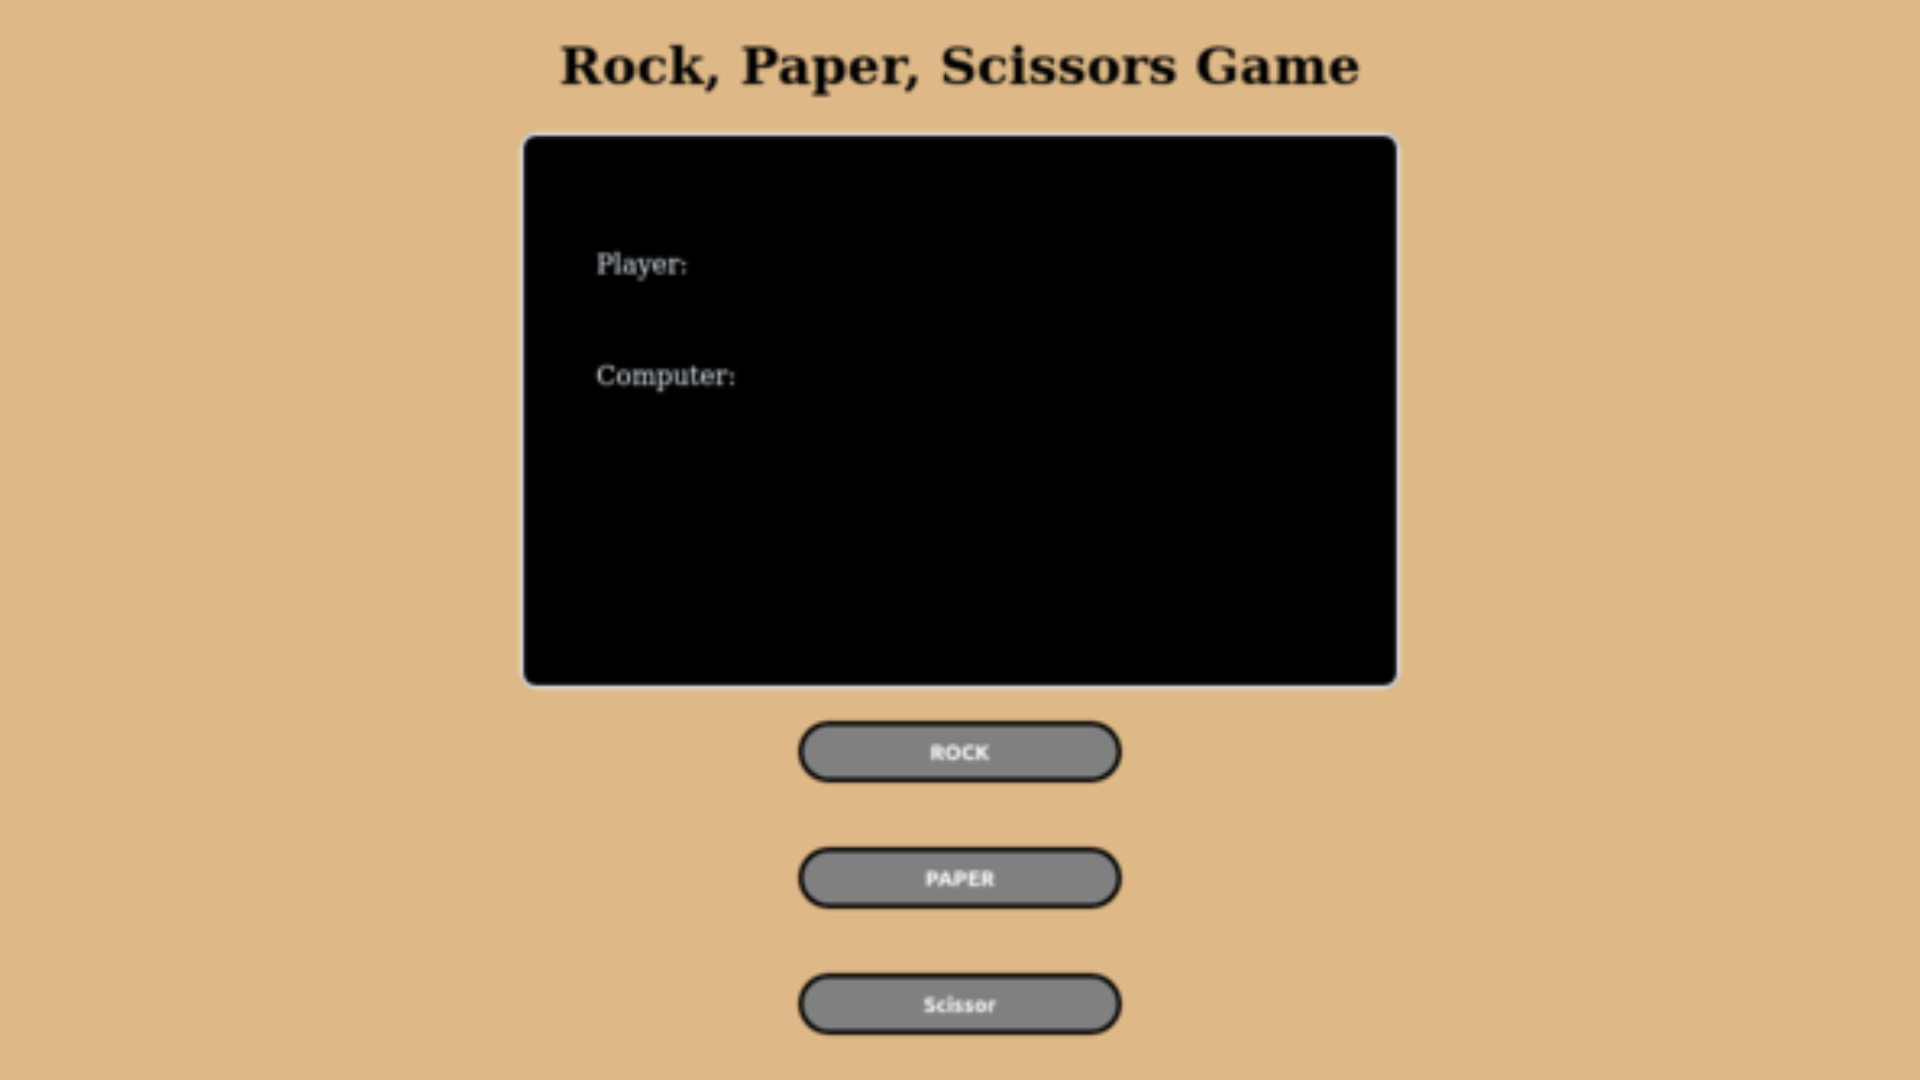 Rock, Paper, Scissors Game
Player:
Computer:
ROCK
PAPER
Scissor